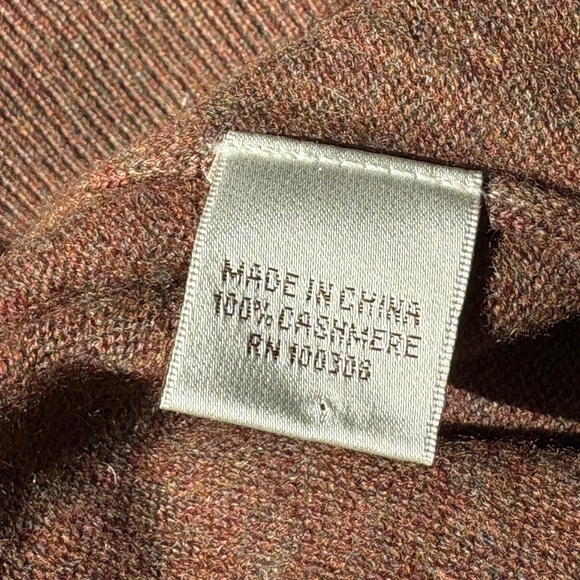 MADE IN CHINA
100% CASHMERE
RN 100308